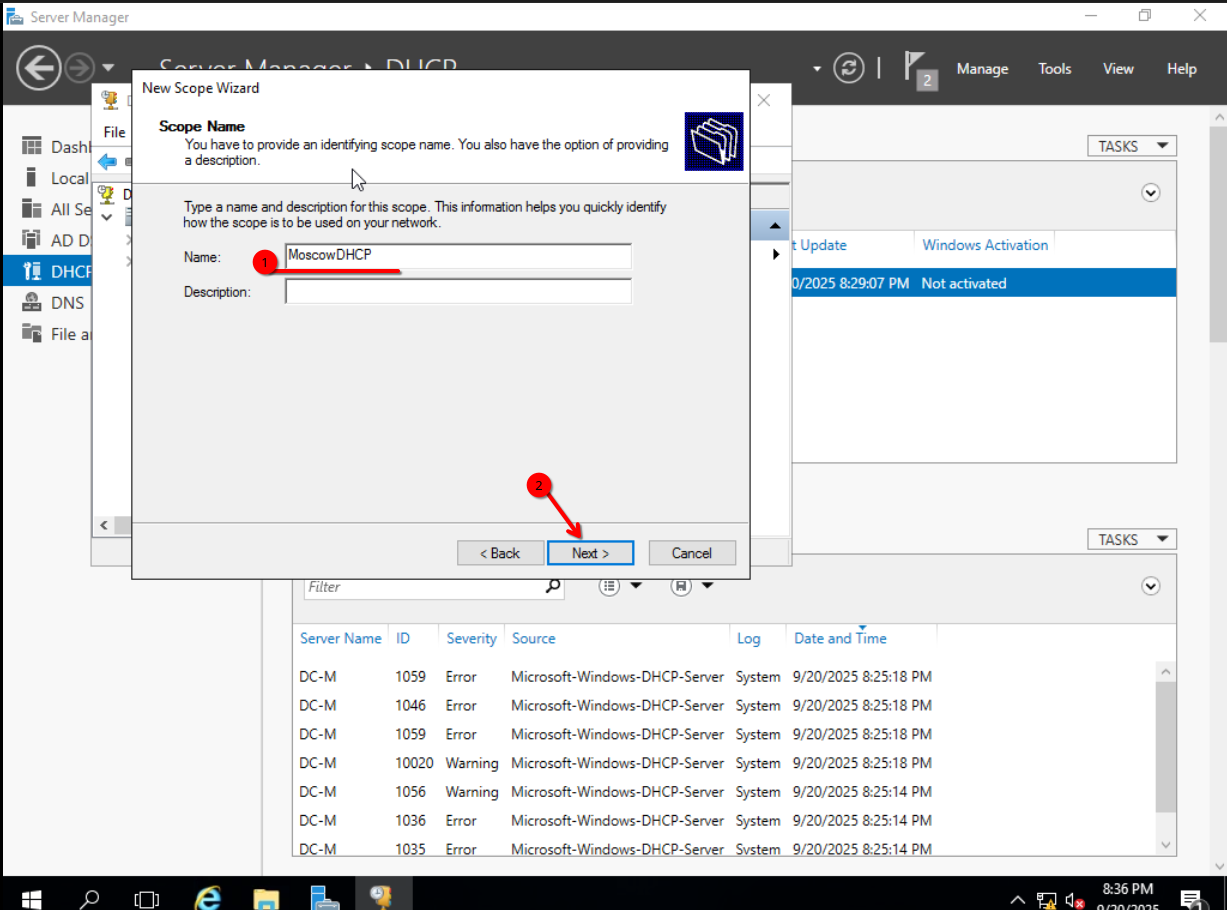 Server Manager
Server Manager • DHCP
2
Manage
Tools
View
Help
New Scope Wizard
Scope Name
You have to provide an identifying scope name. You also have the option of providing
a description.
File
Type a name and description for this scope. This information helps you quickly identify
how the scope is to be used on your network.
Name:
1
MoscowDHCP
Description:
2
< Back
Next >
Cancel
Dash
Local
All Se
AD D
DHCP
DNS
File a
D
TASKS
t Update
Windows Activation
0/2025 8:29:07 PM
Not activated
TASKS
Filter
Server Name ID Severity Source Log Date and Time
DC-M 1059 Error Microsoft-Windows-DHCP-Server System 9/20/2025 8:25:18 PM
DC-M 1046 Error Microsoft-Windows-DHCP-Server System 9/20/2025 8:25:18 PM
DC-M 1059 Error Microsoft-Windows-DHCP-Server System 9/20/2025 8:25:18 PM
DC-M 10020 Warning Microsoft-Windows-DHCP-Server System 9/20/2025 8:25:18 PM
DC-M 1056 Warning Microsoft-Windows-DHCP-Server System 9/20/2025 8:25:14 PM
DC-M 1036 Error Microsoft-Windows-DHCP-Server System 9/20/2025 8:25:14 PM
DC-M 1035 Error Microsoft-Windows-DHCP-Server System 9/20/2025 8:25:14 PM
8:36 PM
9/20/2025
1